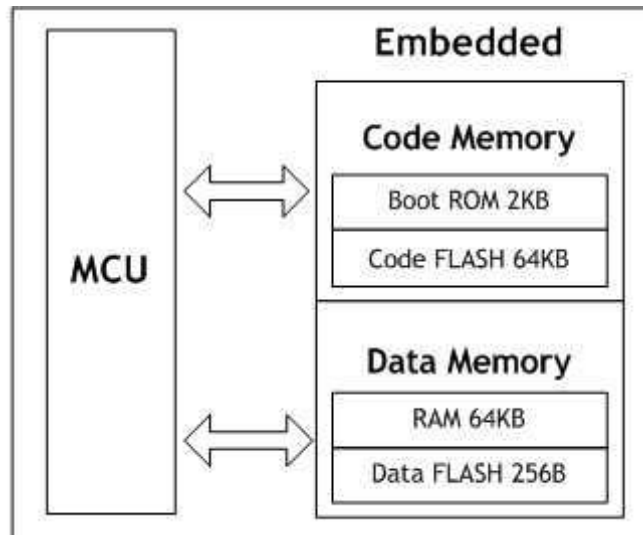 Embedded
MCU
Code Memory
Boot ROM 2KB
Code FLASH 64KB
Data Memory
RAM 64KB
Data FLASH 256B